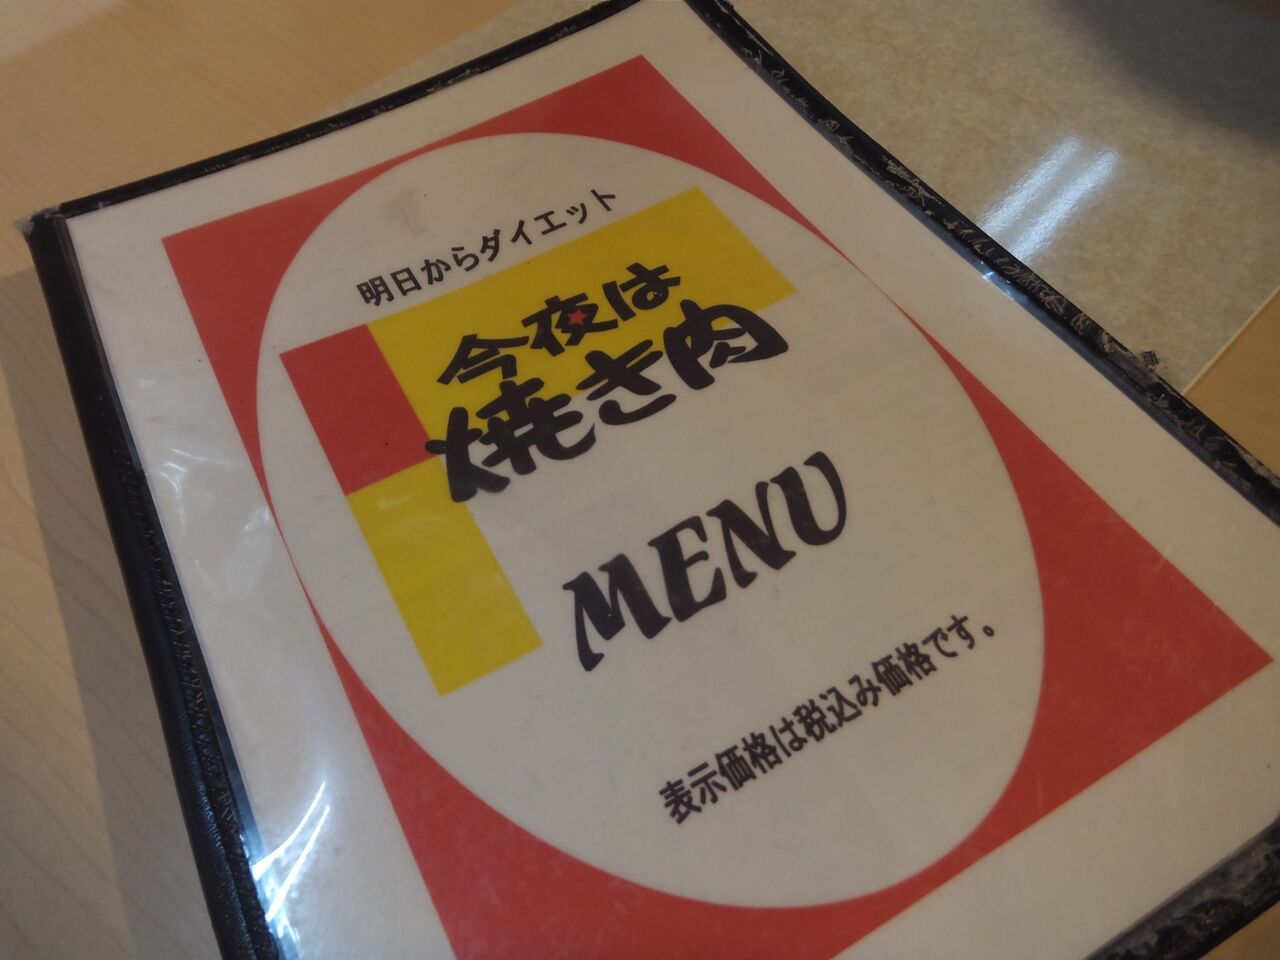 明日からダイエット
今夜は
焼き肉
MENU
表示価格は税込み価格です。